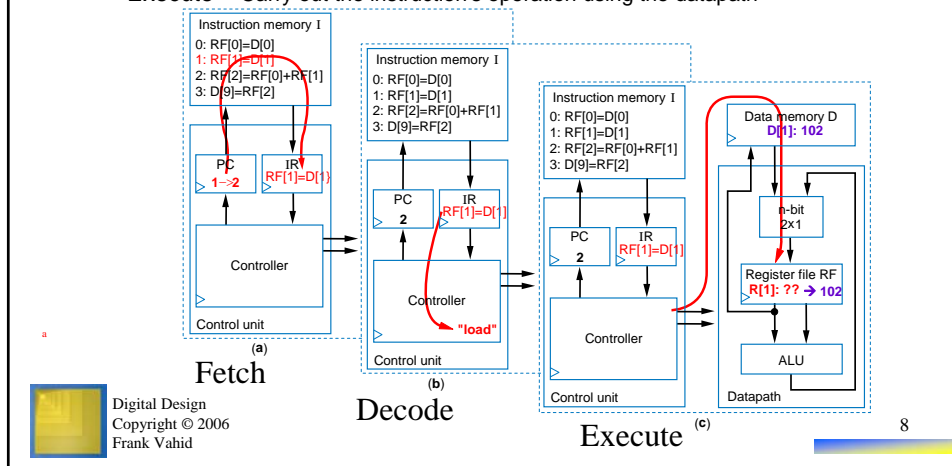 Execute – Carry out the instruction's operation using the datapath
Instruction memory I
0: RF[0]=D[0]
1: RF[1]=D[1]
2: RF[2]=RF[0]+RF[1]
3: D[9]=RF[2]
PC
1->2
IR
RF[1]=D[1}
Controller
Control unit
(a)
Fetch
Instruction memory I
0: RF[0]=D[0]
1: RF[1]=D[1]
2: RF[2]=RF[0]+RF[1]
3: D[9]=RF[2]
PC
2
IR
RF[1]=D[1]
Controller
"load"
Control unit
(b)
Decode
Instruction memory I
0: RF[0]=D[0]
1: RF[1]=D[1]
2: RF[2]=RF[0]+RF[1]
3: D[9]=RF[2]
PC
2
IR
RF[1]=D[1]
Controller
Control unit
Data memory D
D[1]: 102
n-bit
2x1
Register file RF
R[1]: ?? → 102
ALU
Datapath
(c)
Execute
a
Digital Design
Copyright © 2006
Frank Vahid
8